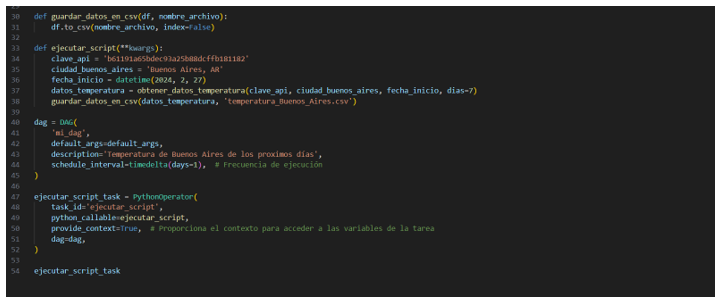 30 def guardar_datos_en_csv(df, nombre_archivo):
31     df.to_csv(nombre_archivo, index=False)
32
33 def ejecutar_script(**kwargs):
34     clave_api = 'b61191a65bdec93a25b88dcffb181182'
35     ciudad_buenos_aires = 'Buenos Aires, AR'
36     fecha_inicio = datetime(2024, 2, 27)
37     datos_temperatura = obtener_datos_temperatura(clave_api, ciudad_buenos_aires, fecha_inicio, dias=7)
38     guardar_datos_en_csv(datos_temperatura, 'temperatura_Buenos_Aires.csv')
39
40 dag = DAG(
41     'mi_dag',
42     default_args=default_args,
43     description='Temperatura de Buenos Aires de los proximos días',
44     schedule_interval=timedelta(days=1),  # Frecuencia de ejecución
45 )
46
47 ejecutar_script_task = PythonOperator(
48     task_id='ejecutar_script',
49     python_callable=ejecutar_script,
50     provide_context=True,  # Proporciona el contexto para acceder a las variables de la tarea
51     dag=dag,
52 )
53
54 ejecutar_script_task